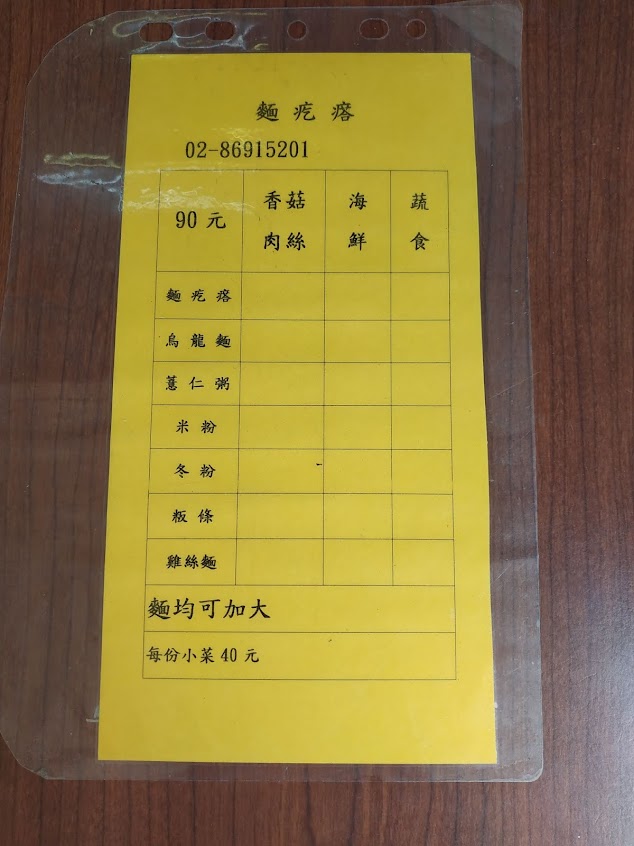 麵疙瘩
02-86915201
90元 香菇肉絲 海鮮 蔬食
麵疙瘩
烏龍麵
薏仁粥
米粉
冬粉
粄條
雞絲麵
麵均可加大
每份小菜40元